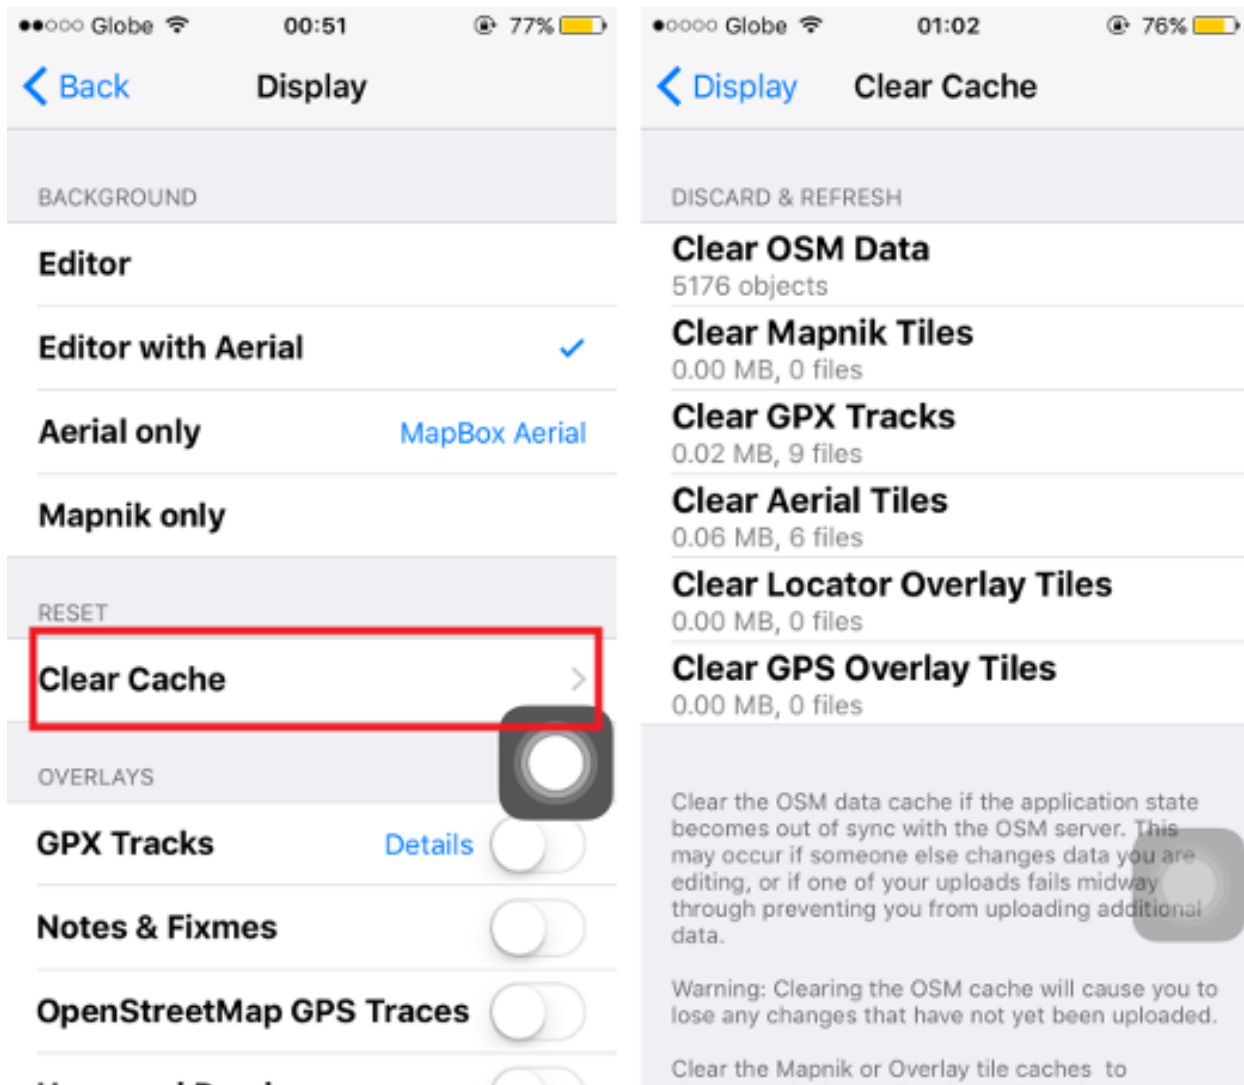 Globe 00:51 77%
Back Display
BACKGROUND
Editor
Editor with Aerial
Aerial only MapBox Aerial
Mapnik only
RESET
Clear Cache
OVERLAYS
GPX Tracks Details
Notes & Fixmes
OpenStreetMap GPS Traces
Globe 01:02 76%
Display Clear Cache
DISCARD & REFRESH
Clear OSM Data
5176 objects
Clear Mapnik Tiles
0.00 MB, 0 files
Clear GPX Tracks
0.02 MB, 9 files
Clear Aerial Tiles
0.06 MB, 6 files
Clear Locator Overlay Tiles
0.00 MB, 0 files
Clear GPS Overlay Tiles
0.00 MB, 0 files
Clear the OSM data cache if the application state
becomes out of sync with the OSM server. This
may occur if someone else changes data you are
editing, or if one of your uploads fails midway
through preventing you from uploading additional
data.
Warning: Clearing the OSM cache will cause you to
lose any changes that have not yet been uploaded.
Clear the Mapnik or Overlay tile caches to